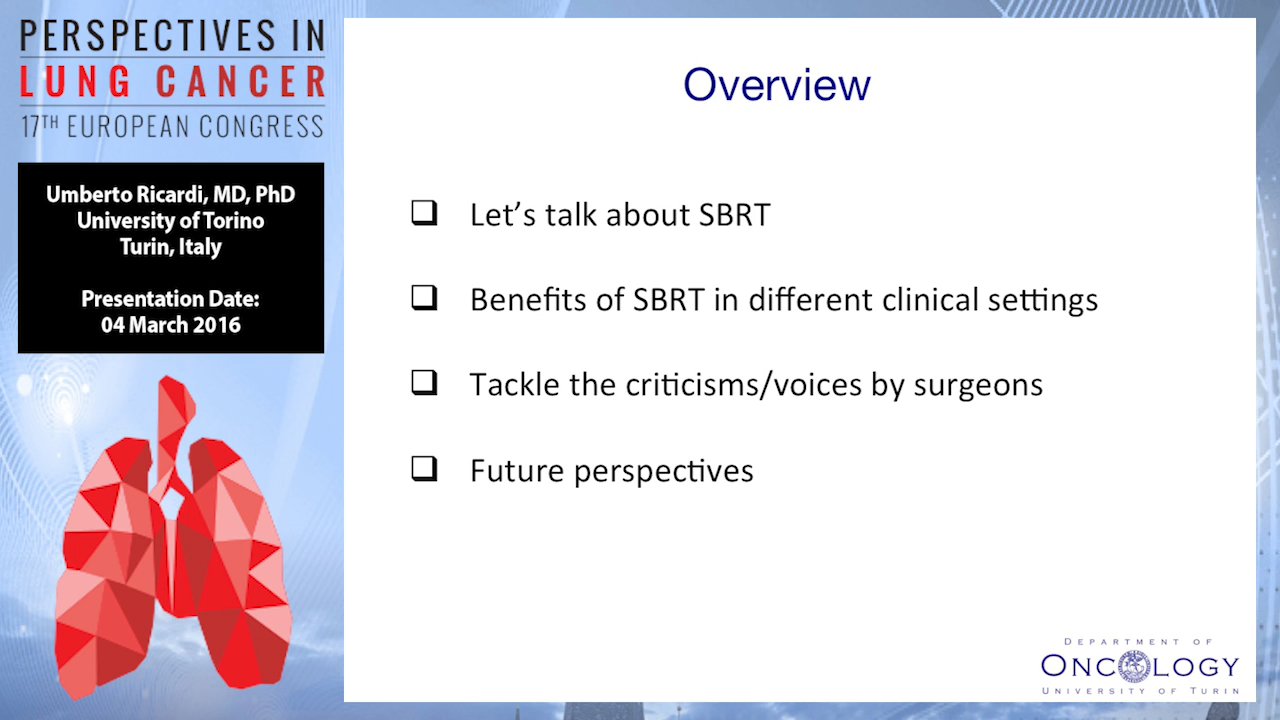 PERSPECTIVES IN
LUNG CANCER
17TH EUROPEAN CONGRESS
Umberto Ricardi, MD, PhD
University of Torino
Turin, Italy
Presentation Date:
04 March 2016
Overview
Let’s talk about SBRT
Benefits of SBRT in different clinical settings
Tackle the criticisms/voices by surgeons
Future perspectives
DEPARTMENT OF
ONCOLOGY
UNIVERSITY OF TURIN